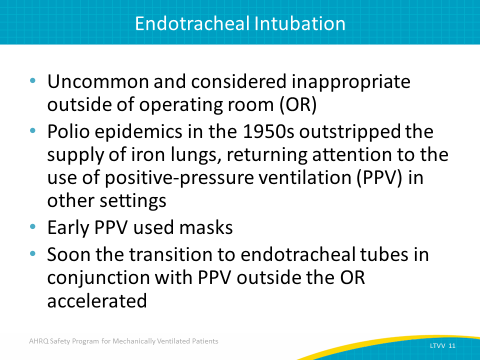 Endotracheal Intubation
• Uncommon and considered inappropriate
outside of operating room (OR)
• Polio epidemics in the 1950s outstripped the
supply of iron lungs, returning attention to the
use of positive-pressure ventilation (PPV) in
other settings
• Early PPV used masks
• Soon the transition to endotracheal tubes in
conjunction with PPV outside the OR
accelerated
AHRQ Safety Program for Mechanically Ventilated Patients
LTVV 11